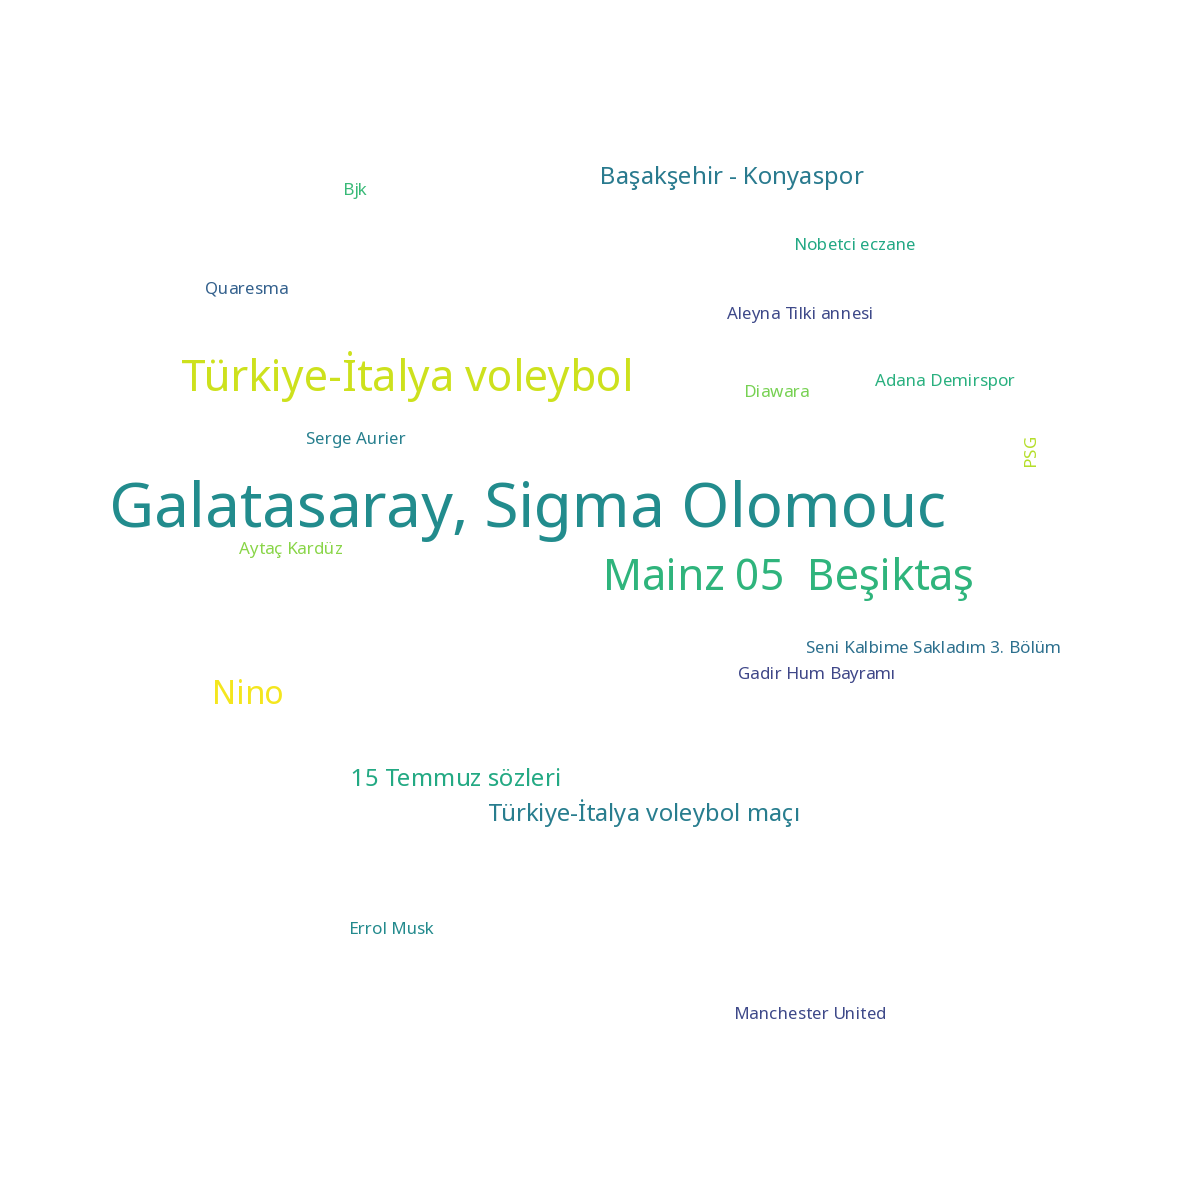 Başakşehir - Konyaspor
Bjk
Nobetci eczane
Quaresma
Aleyna Tilki annesi
Türkiye-İtalya voleybol
Diawara
Adana Demirspor
Serge Aurier
PSG
Galatasaray, Sigma Olomouc
Aytaç Kardüz
Mainz 05 Beşiktaş
Seni Kalbime Sakladım 3. Bölüm
Gadir Hum Bayramı
Nino
15 Temmuz sözleri
Türkiye-İtalya voleybol maçı
Errol Musk
Manchester United